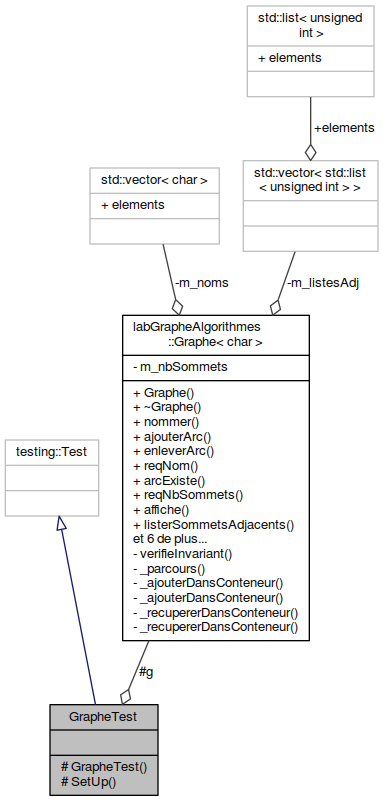 std::list< unsigned
int >
+ elements
+elements
std::vector< char >
+ elements
std::vector< std::list
< unsigned int > >
-m_noms
-m_listesAdj
labGrapheAlgorithmes
::Graphe< char >
- m_nbSommets
+ Graphe()
+ ~Graphe()
+ nommer()
+ ajouterArc()
+ enleverArc()
+ reqNom()
+ arcExiste()
+ reqNbSommets()
+ affiche()
+ listerSommetsAdjacents()
et 6 de plus...
- verifieInvariant()
- _parcours()
- _ajouterDansConteneur()
- _ajouterDansConteneur()
- _recupererDansConteneur()
- _recupererDansConteneur()
testing::Test
#g
GrapheTest
# GrapheTest()
# SetUp()